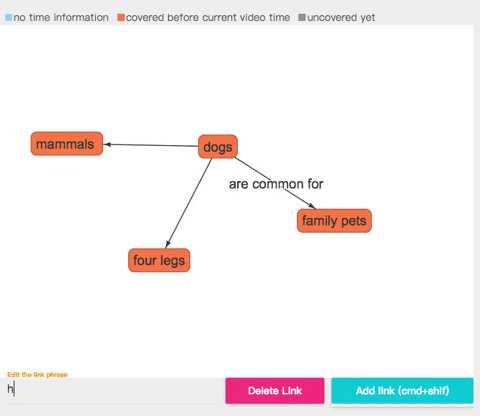 no time information covered before current video time uncovered yet
mammals
dogs
are common for
family pets
four legs
Edit the link phrase
h
Delete Link
Add link (cmd+shif)